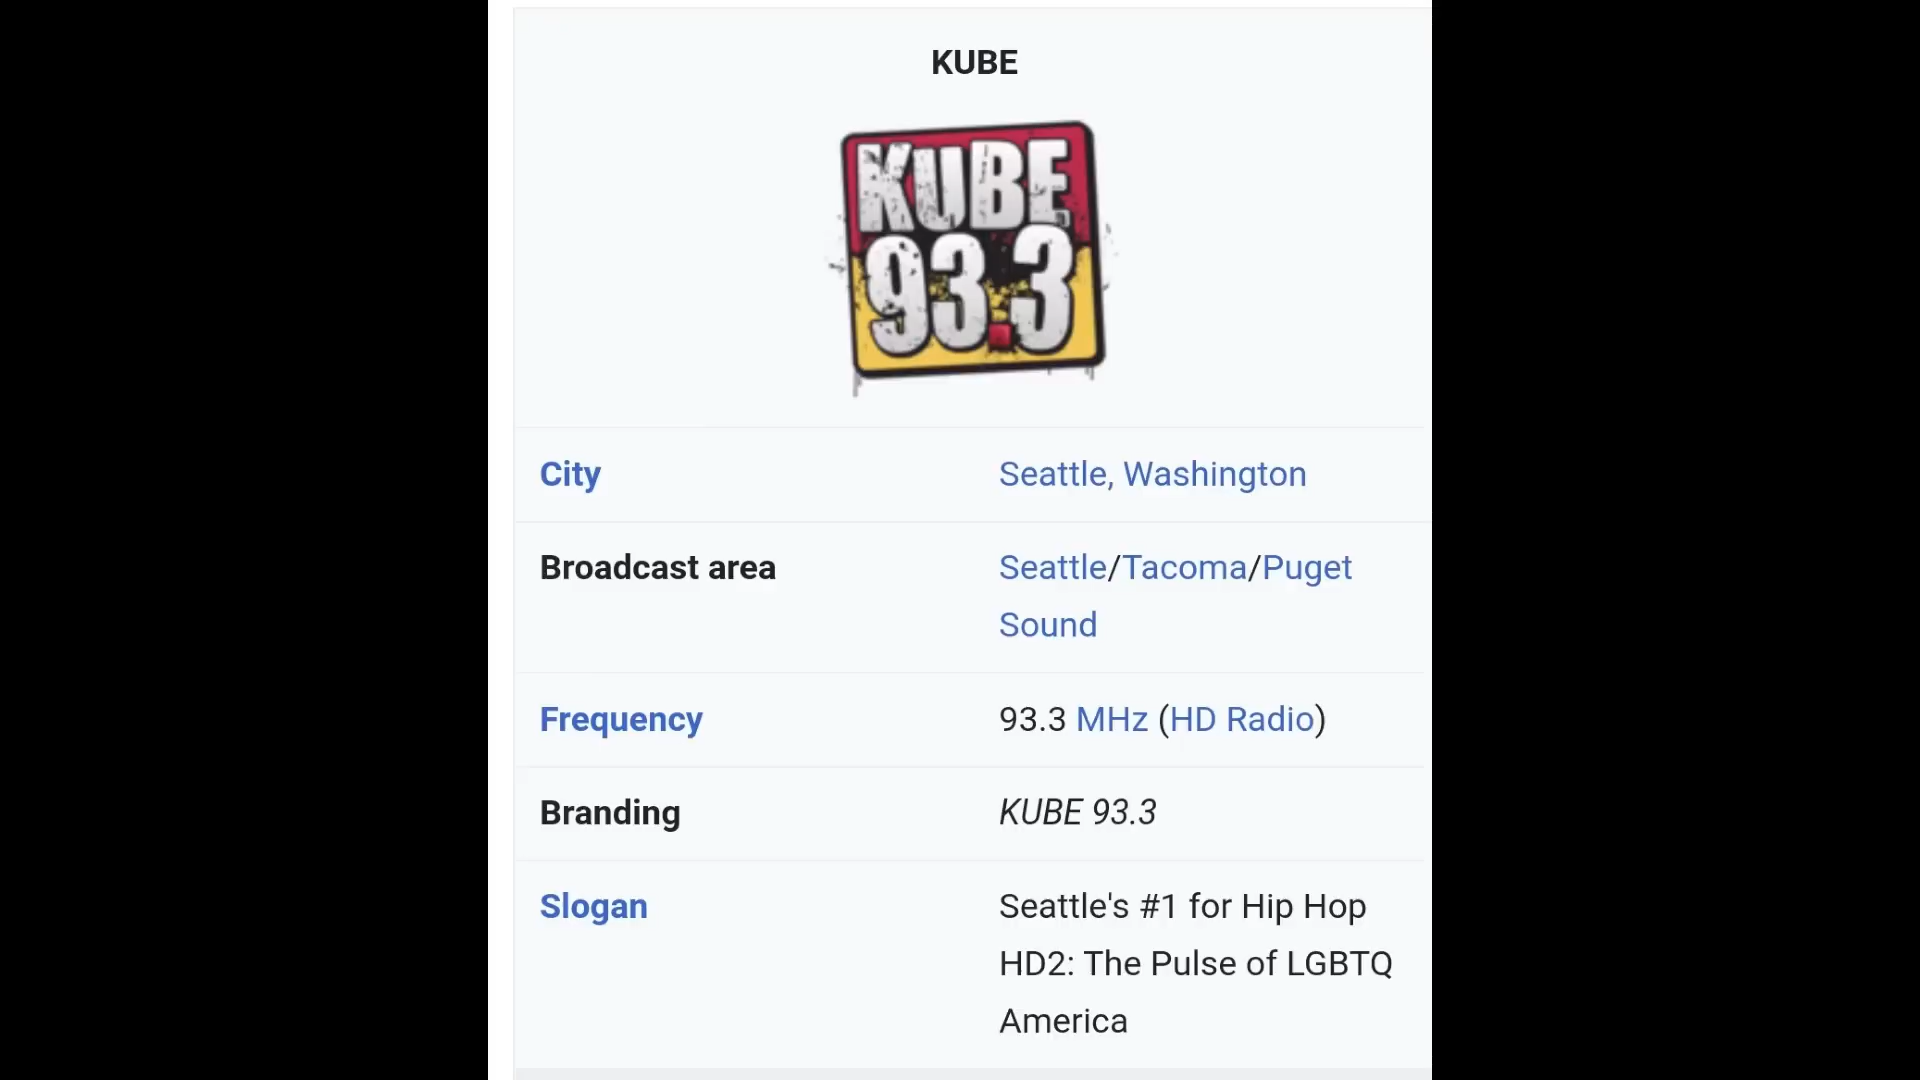 KUBE
KUBE
93.3
City
Seattle, Washington
Broadcast area
Seattle/Tacoma/Puget
Sound
Frequency
93.3 MHz (HD Radio)
Branding
KUBE 93.3
Slogan
Seattle's #1 for Hip Hop
HD2: The Pulse of LGBTQ
America